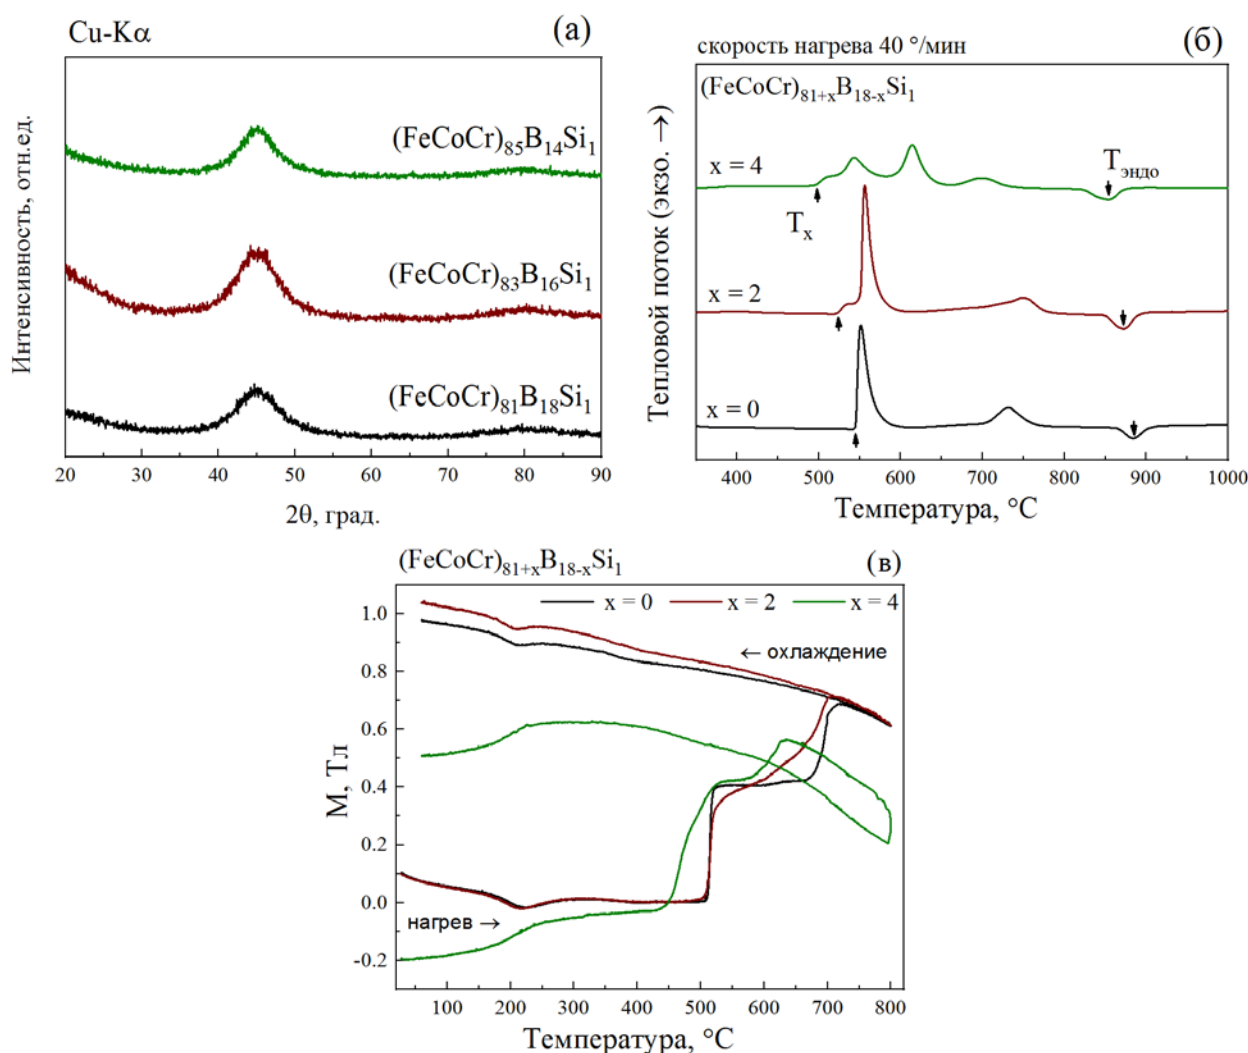 Cu-Kα
(а)
Интенсивность, отн.ед.
(FeCoCr)₈₅B₁₄Si₁
(FeCoCr)₈₃B₁₆Si₁
(FeCoCr)₈₁B₁₈Si₁
20 30 40 50 60 70 80 90
2θ, град.
(б)
скорость нагрева 40 °/мин
Тепловой поток (экзо. →)
(FeCoCr)₈₁₊ₓB₁₈₋ₓSi₁
x = 4
Tэндо
Tₓ
x = 2
x = 0
400 500 600 700 800 900 1000
Температура, °C
(FeCoCr)₈₁₊ₓB₁₈₋ₓSi₁
(в)
x = 0 x = 2 x = 4
← охлаждение
нагрев →
M, Тл
1.0
0.8
0.6
0.4
0.2
0.0
-0.2
100 200 300 400 500 600 700 800
Температура, °C